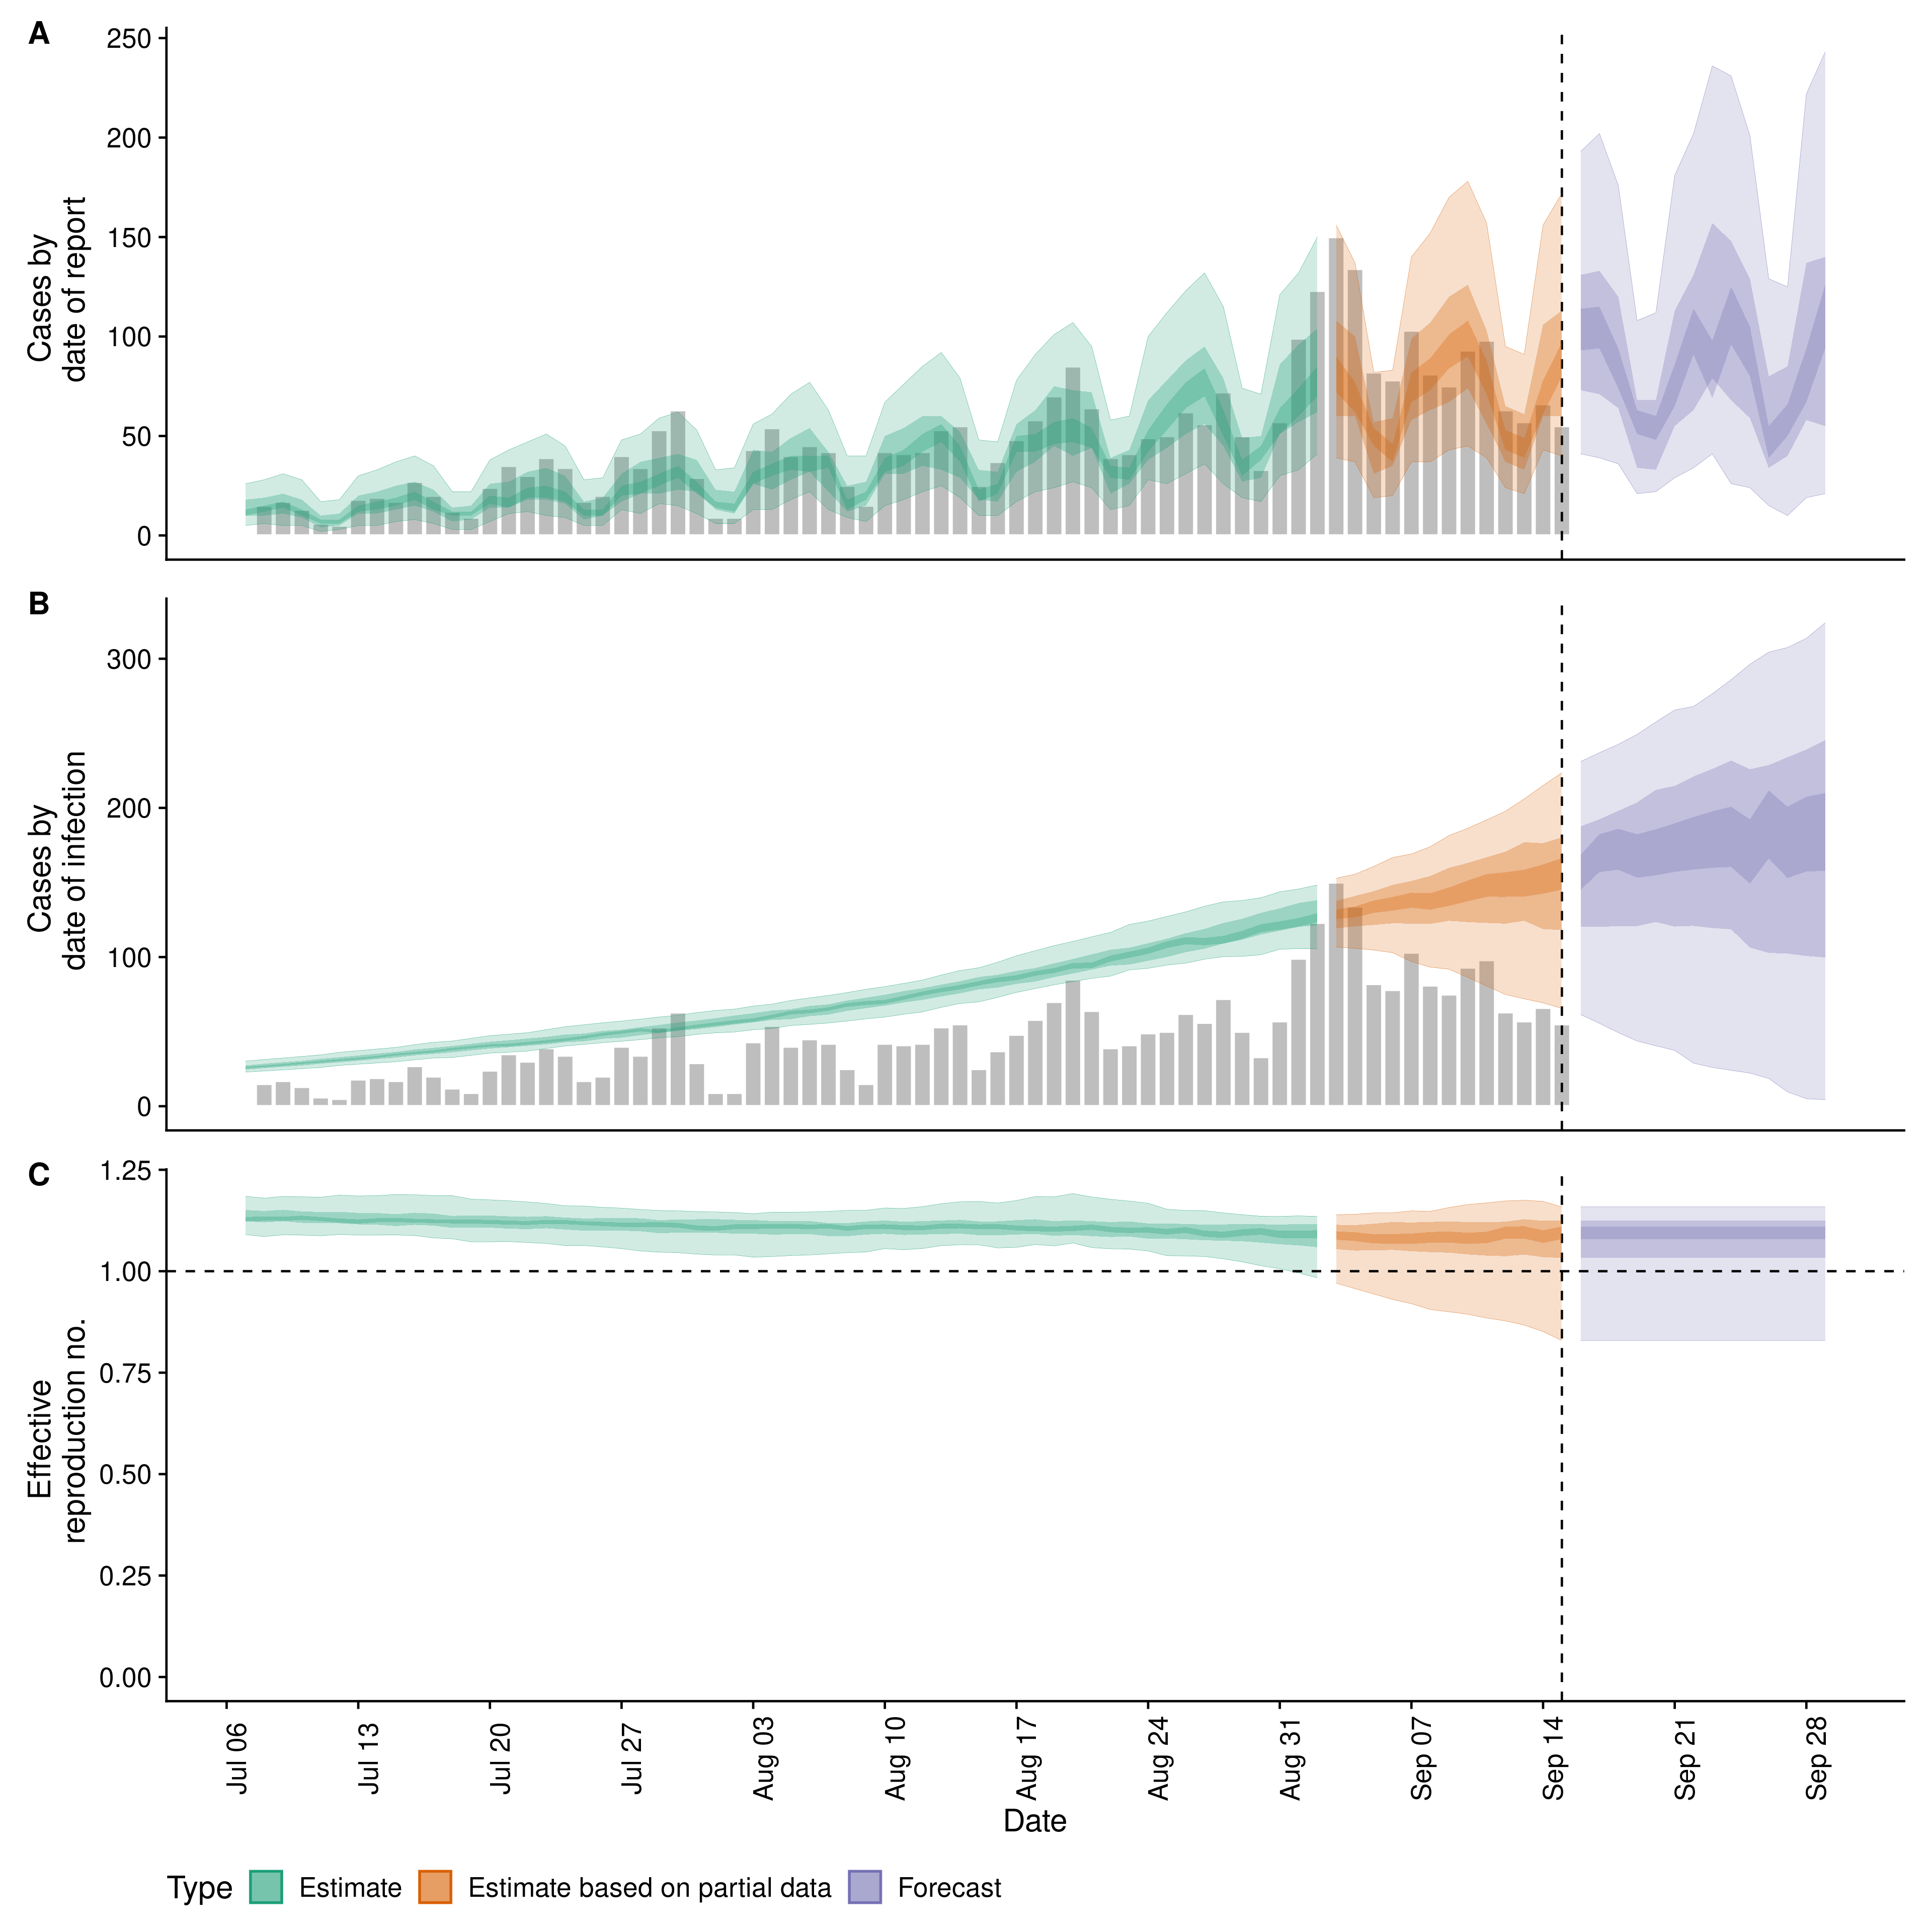 A
250
200
150
100
50
0
Cases by
date of report
B
300
200
100
0
Cases by
date of infection
C
1.25
1.00
0.75
0.50
0.25
0.00
Effective
reproduction no.
Jul 06
Jul 13
Jul 20
Jul 27
Aug 03
Aug 10
Aug 17
Aug 24
Aug 31
Sep 07
Sep 14
Sep 21
Sep 28
Date
Type Estimate Estimate based on partial data Forecast